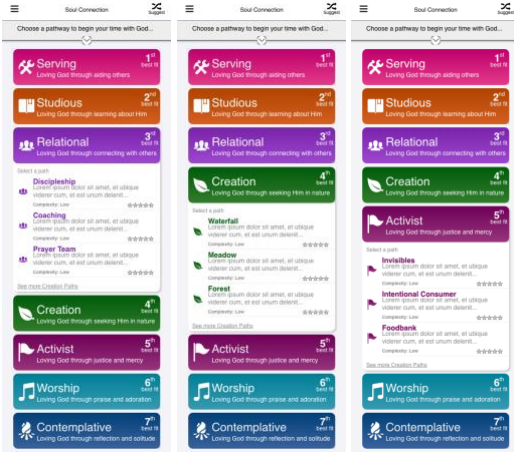 Soul Connection
Suggest
Choose a pathway to begin your time with God...
Serving
1st
best fit
Loving God through aiding others
Studious
2nd
best fit
Loving God through learning about Him
Relational
3rd
best fit
Loving God through connecting with others
Select a path
Discipleship
Lorem ipsum dolor sit amet, et ubique
viderer cum, at est unum delenit...
Complexity: Low
Coaching
Lorem ipsum dolor sit amet, et ubique
viderer cum, at est unum delenit...
Complexity: Low
Prayer Team
Lorem ipsum dolor sit amet, et ubique
viderer cum, at est unum delenit...
Complexity: Low
See more Creation Paths
Creation
4th
best fit
Loving God through seeking Him in nature
Activist
5th
best fit
Loving God through justice and mercy
Worship
6th
best fit
Loving God through praise and adoration
Contemplative
7th
best fit
Loving God through reflection and solitude
Soul Connection
Suggest
Choose a pathway to begin your time with God...
Serving
1st
best fit
Loving God through aiding others
Studious
2nd
best fit
Loving God through learning about Him
Relational
3rd
best fit
Loving God through connecting with others
Creation
4th
best fit
Loving God through seeking Him in nature
Select a path
Waterfall
Lorem ipsum dolor sit amet, et ubique
viderer cum, at est unum delenit...
Complexity: Low
Meadow
Lorem ipsum dolor sit amet, et ubique
viderer cum, at est unum delenit...
Complexity: Low
Forest
Lorem ipsum dolor sit amet, et ubique
viderer cum, at est unum delenit...
Complexity: Low
See more Creation Paths
Activist
5th
best fit
Loving God through justice and mercy
Worship
6th
best fit
Loving God through praise and adoration
Contemplative
7th
best fit
Loving God through reflection and solitude
Soul Connection
Suggest
Choose a pathway to begin your time with God...
Serving
1st
best fit
Loving God through aiding others
Studious
2nd
best fit
Loving God through learning about Him
Relational
3rd
best fit
Loving God through connecting with others
Creation
4th
best fit
Loving God through seeking Him in nature
Activist
5th
best fit
Loving God through justice and mercy
Select a path
Invisibles
Lorem ipsum dolor sit amet, et ubique
viderer cum, at est unum delenit...
Complexity: Low
Intentional Consumer
Lorem ipsum dolor sit amet, et ubique
viderer cum, at est unum delenit...
Complexity: Low
Foodbank
Lorem ipsum dolor sit amet, et ubique
viderer cum, at est unum delenit...
Complexity: Low
See more Creation Paths
Worship
6th
best fit
Loving God through praise and adoration
Contemplative
7th
best fit
Loving God through reflection and solitude